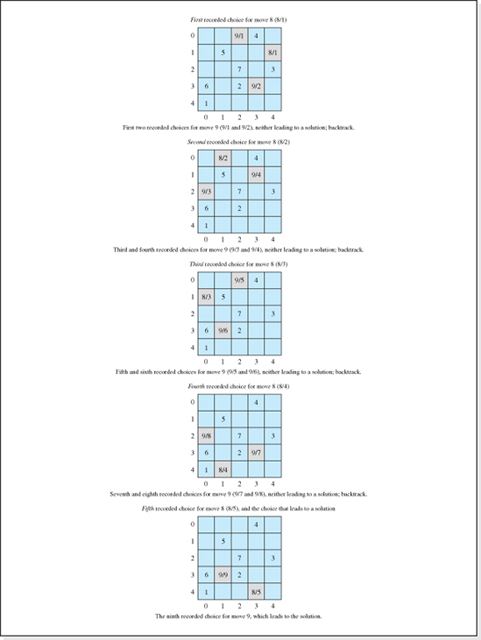 First recorded choice for move 8 (8/1)
0 9/1 4
1 5 8/1
2 7 3
3 6 2 9/2
4 1
0 1 2 3 4
First two recorded choices for move 9 (9/1 and 9/2), neither leading to a solution; backtrack.
Second recorded choice for move 8 (8/2)
0 8/2 4
1 5 9/4
2 9/3 7 3
3 6 2
4 1
0 1 2 3 4
Third and fourth recorded choices for move 9 (9/3 and 9/4), neither leading to a solution; backtrack.
Third recorded choice for move 8 (8/3)
0 9/5 4
1 8/3 5
2 7 3
3 6 9/6 2
4 1
0 1 2 3 4
Fifth and sixth recorded choices for move 9 (9/5 and 9/6), neither leading to a solution; backtrack.
Fourth recorded choice for move 8 (8/4)
0 4
1 5
2 9/8 7 3
3 6 2 9/7
4 1 8/4
0 1 2 3 4
Seventh and eighth recorded choices for move 9 (9/7 and 9/8), neither leading to a solution; backtrack.
Fifth recorded choice for move 8 (8/5), and the choice that leads to a solution
0 4
1 5
2 7 3
3 6 9/9 2
4 1 8/5
0 1 2 3 4
The ninth recorded choice for move 9, which leads to the solution.